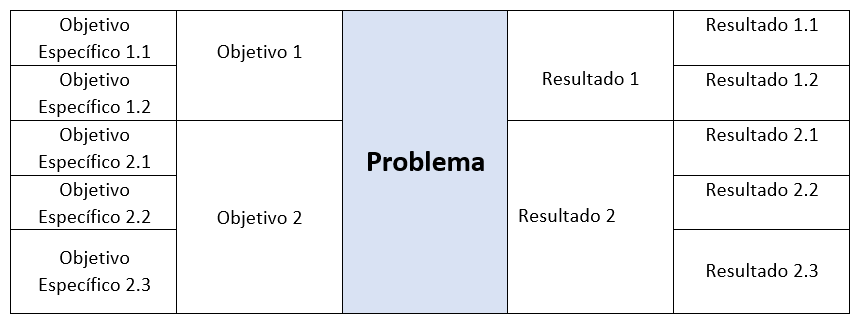 Objetivo
Específico 1.1
Objetivo 1
Problema
Resultado 1
Resultado 1.1
Objetivo
Específico 1.2
Resultado 1.2
Objetivo
Específico 2.1
Objetivo 2
Resultado 2
Resultado 2.1
Objetivo
Específico 2.2
Resultado 2.2
Objetivo
Específico 2.3
Resultado 2.3